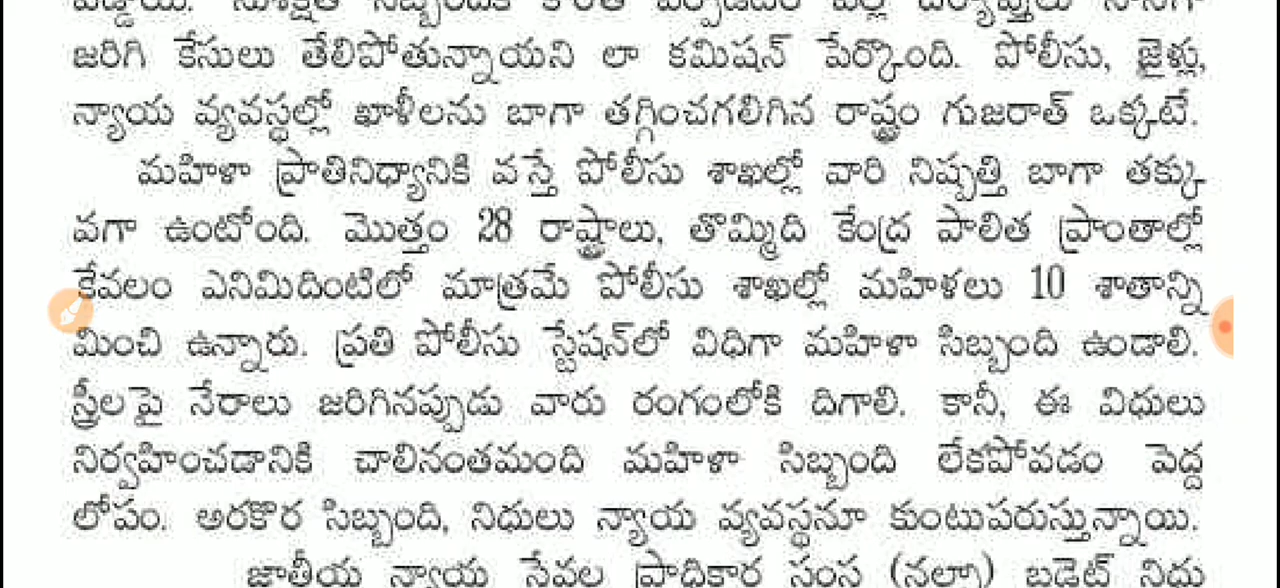 జరిగి కేసులు తేలిపోతున్నాయని లా కమిషన్ పేర్కొంది. పోలీసు, జైళ్లు,
న్యాయ వ్యవస్థల్లో ఖాళీలను బాగా తగ్గించగలిగిన రాష్ట్రం గుజరాత్ ఒక్కటే.
మహిళా ప్రాతినిధ్యానికి వస్తే పోలీసు శాఖల్లో వారి నిష్పత్తి బాగా తక్కు
వగా ఉంటోంది. మొత్తం 28 రాష్ట్రాలు, తొమ్మిది కేంద్ర పాలిత ప్రాంతాల్లో
కేవలం ఎనిమిదింటిలో మాత్రమే పోలీసు శాఖల్లో మహిళలు 10 శాతాన్ని
మించి ఉన్నారు. ప్రతి పోలీసు స్టేషన్‌లో విధిగా మహిళా సిబ్బంది ఉండాలి.
స్త్రీలపై నేరాలు జరిగినప్పుడు వారు రంగంలోకి దిగాలి. కానీ, ఈ విధులు
నిర్వహించడానికి చాలినంతమంది మహిళా సిబ్బంది లేకపోవడం పెద్ద
లోపం. అరకొర సిబ్బంది, నిధులు న్యాయ వ్యవస్థనూ కుంటుపరుస్తున్నాయి.
జాతీయ న్యాయ సేవల ప్రాధికార సంస్థ (నల్సా) బడ్జెట్ నిధు